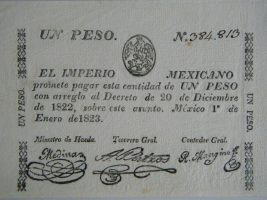 UN PESO. N. 384.813
EL IMPERIO MEXICANO
promete pagar esta cantidad de UN PESO
con arreglo al Decreto de 20 de Diciembre
de 1822, sobre este asunto. México 1º de
Enero de 1823.
Ministro de Hacda. Tesorero Gral. Contador Gral.
Medina
UN PESO.
UN PESO.